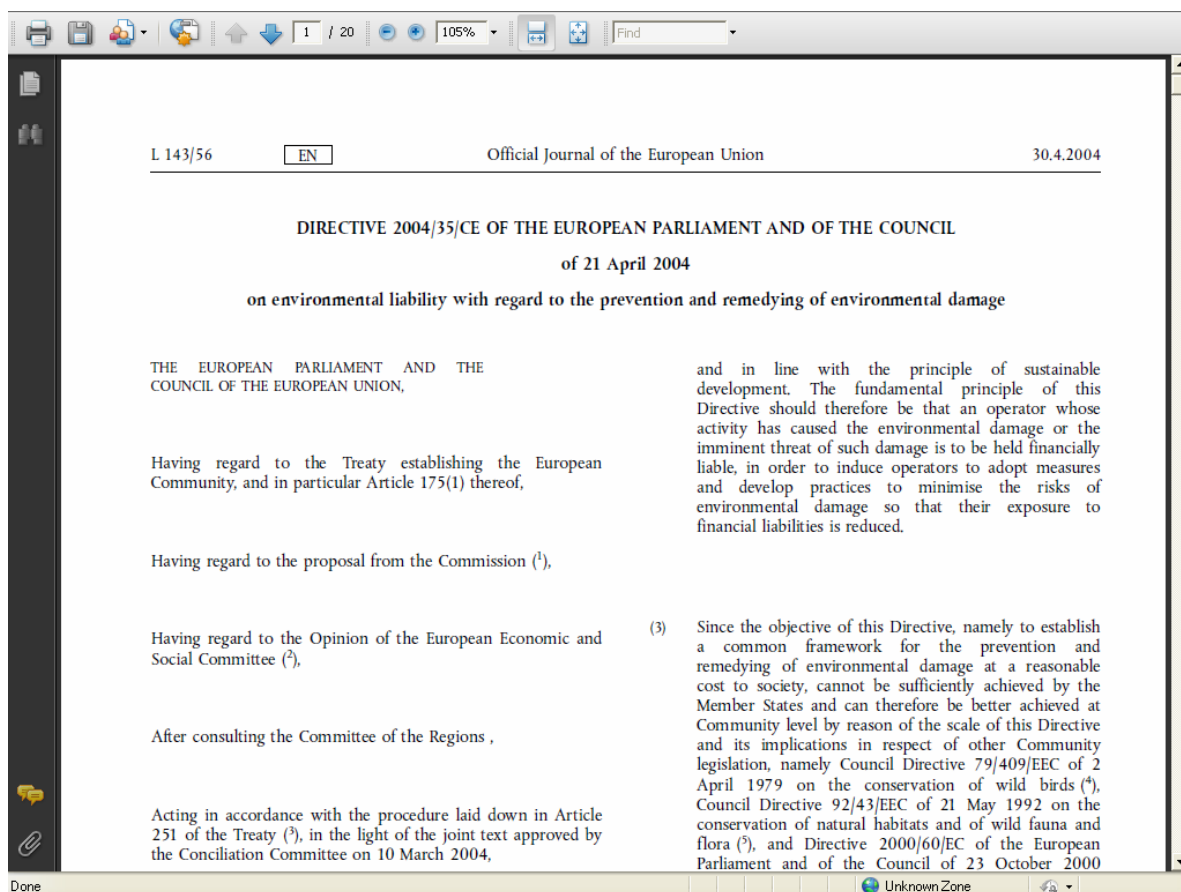 1 / 20 105% Find
L 143/56 EN Official Journal of the European Union 30.4.2004
DIRECTIVE 2004/35/CE OF THE EUROPEAN PARLIAMENT AND OF THE COUNCIL
of 21 April 2004
on environmental liability with regard to the prevention and remedying of environmental damage
THE EUROPEAN PARLIAMENT AND THE
COUNCIL OF THE EUROPEAN UNION,
Having regard to the Treaty establishing the European
Community, and in particular Article 175(1) thereof,
Having regard to the proposal from the Commission (¹),
Having regard to the Opinion of the European Economic and
Social Committee (²),
After consulting the Committee of the Regions ,
Acting in accordance with the procedure laid down in Article
251 of the Treaty (³), in the light of the joint text approved by
the Conciliation Committee on 10 March 2004,
and in line with the principle of sustainable
development. The fundamental principle of this
Directive should therefore be that an operator whose
activity has caused the environmental damage or the
imminent threat of such damage is to be held financially
liable, in order to induce operators to adopt measures
and develop practices to minimise the risks of
environmental damage so that their exposure to
financial liabilities is reduced.
(3) Since the objective of this Directive, namely to establish
a common framework for the prevention and
remedying of environmental damage at a reasonable
cost to society, cannot be sufficiently achieved by the
Member States and can therefore be better achieved at
Community level by reason of the scale of this Directive
and its implications in respect of other Community
legislation, namely Council Directive 79/409/EEC of 2
April 1979 on the conservation of wild birds (⁴),
Council Directive 92/43/EEC of 21 May 1992 on the
conservation of natural habitats and of wild fauna and
flora (⁵), and Directive 2000/60/EC of the European
Parliament and of the Council of 23 October 2000
Done Unknown Zone